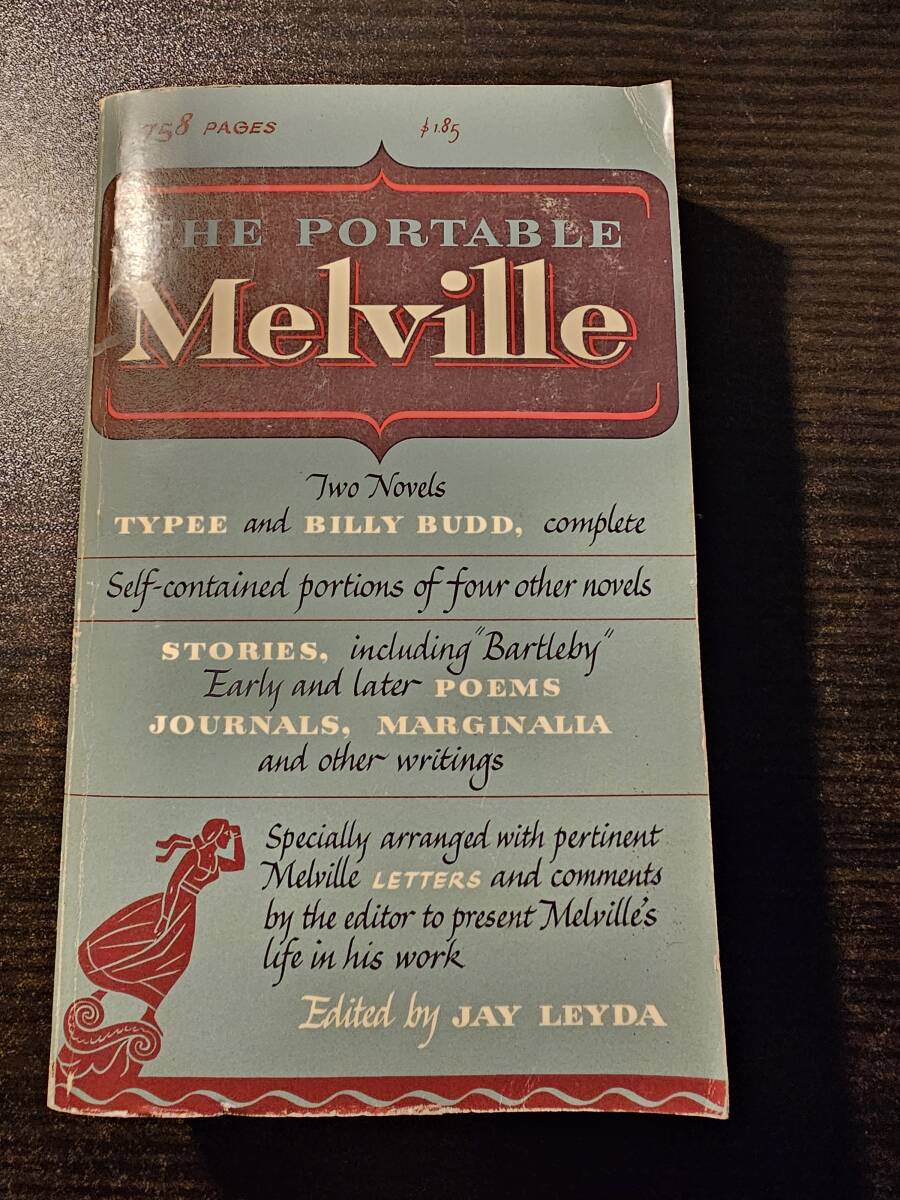 758 PAGES $1.85
THE PORTABLE
Melville
Two Novels
TYPEE and BILLY BUDD, complete
Self-contained portions of four other novels
STORIES, including "Bartleby"
Early and later POEMS
JOURNALS, MARGINALIA
and other writings
Specially arranged with pertinent
Melville LETTERS and comments
by the editor to present Melville's
life in his work
Edited by JAY LEYDA